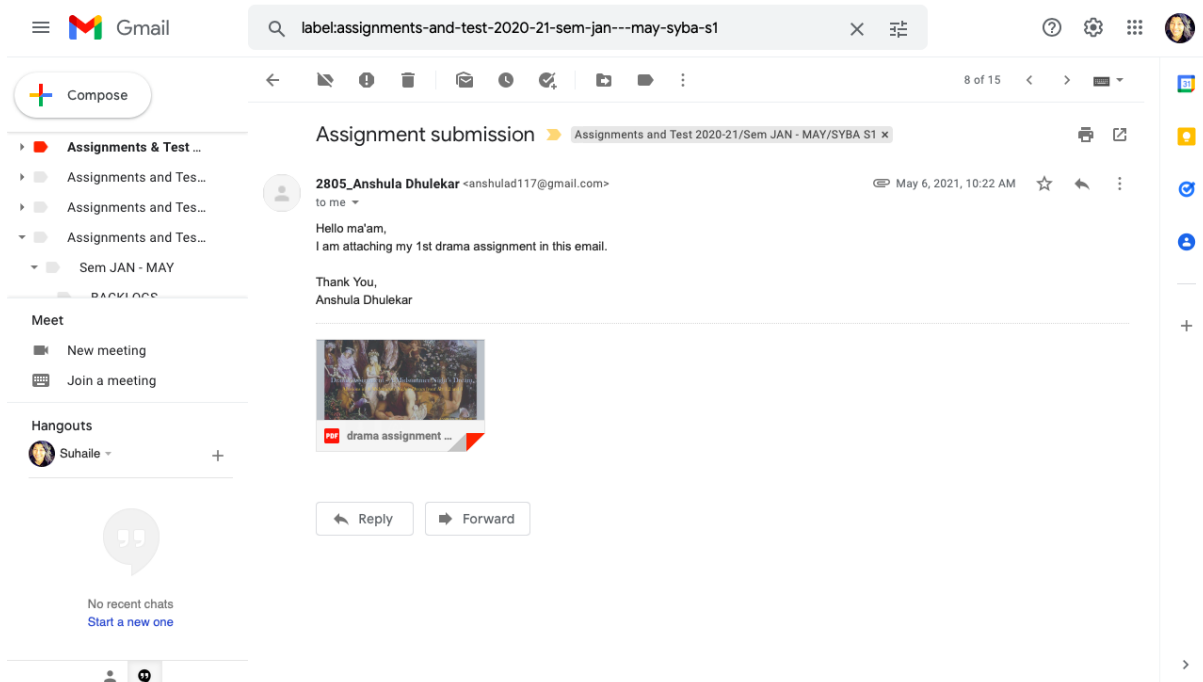 Gmail
label:assignments-and-test-2020-21-sem-jan---may-syba-s1
Compose
8 of 15
Assignments & Test ...
Assignments and Tes...
Assignments and Tes...
Assignments and Tes...
Sem JAN - MAY
BACKLOGS
Meet
New meeting
Join a meeting
Hangouts
Suhaile
No recent chats
Start a new one
Assignment submission
Assignments and Test 2020-21/Sem JAN - MAY/SYBA S1 ×
2805_Anshula Dhulekar <anshulad117@gmail.com>
May 6, 2021, 10:22 AM
to me
Hello ma'am,
I am attaching my 1st drama assignment in this email.
Thank You,
Anshula Dhulekar
PDF drama assignment ...
Reply
Forward
31